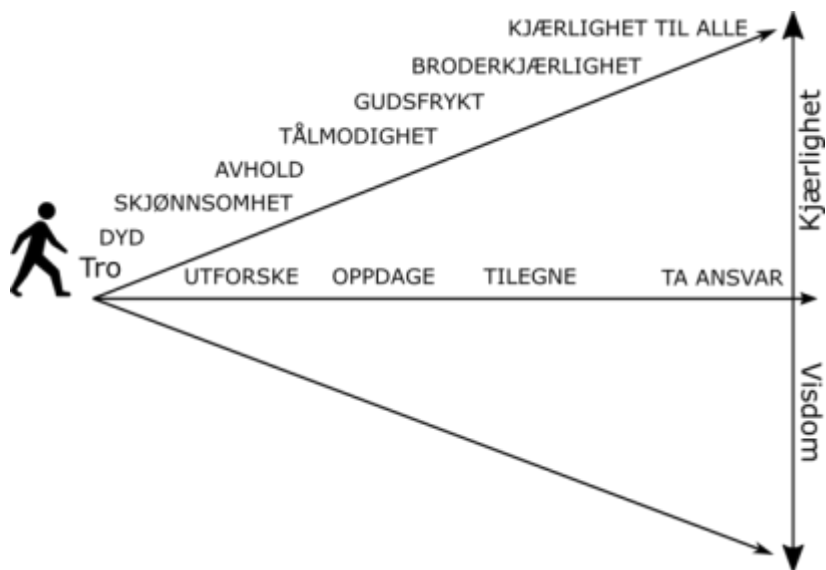 KJÆRLIGHET TIL ALLE
BRODERKJÆRLIGHET
GUDSFRYKT
TÅLMODIGHET
AVHOLD
SKJØNNSOMHET
DYD
Tro
UTFORSKE OPPDAGE TILEGNE TA ANSVAR
Kjærlighet
Visdom